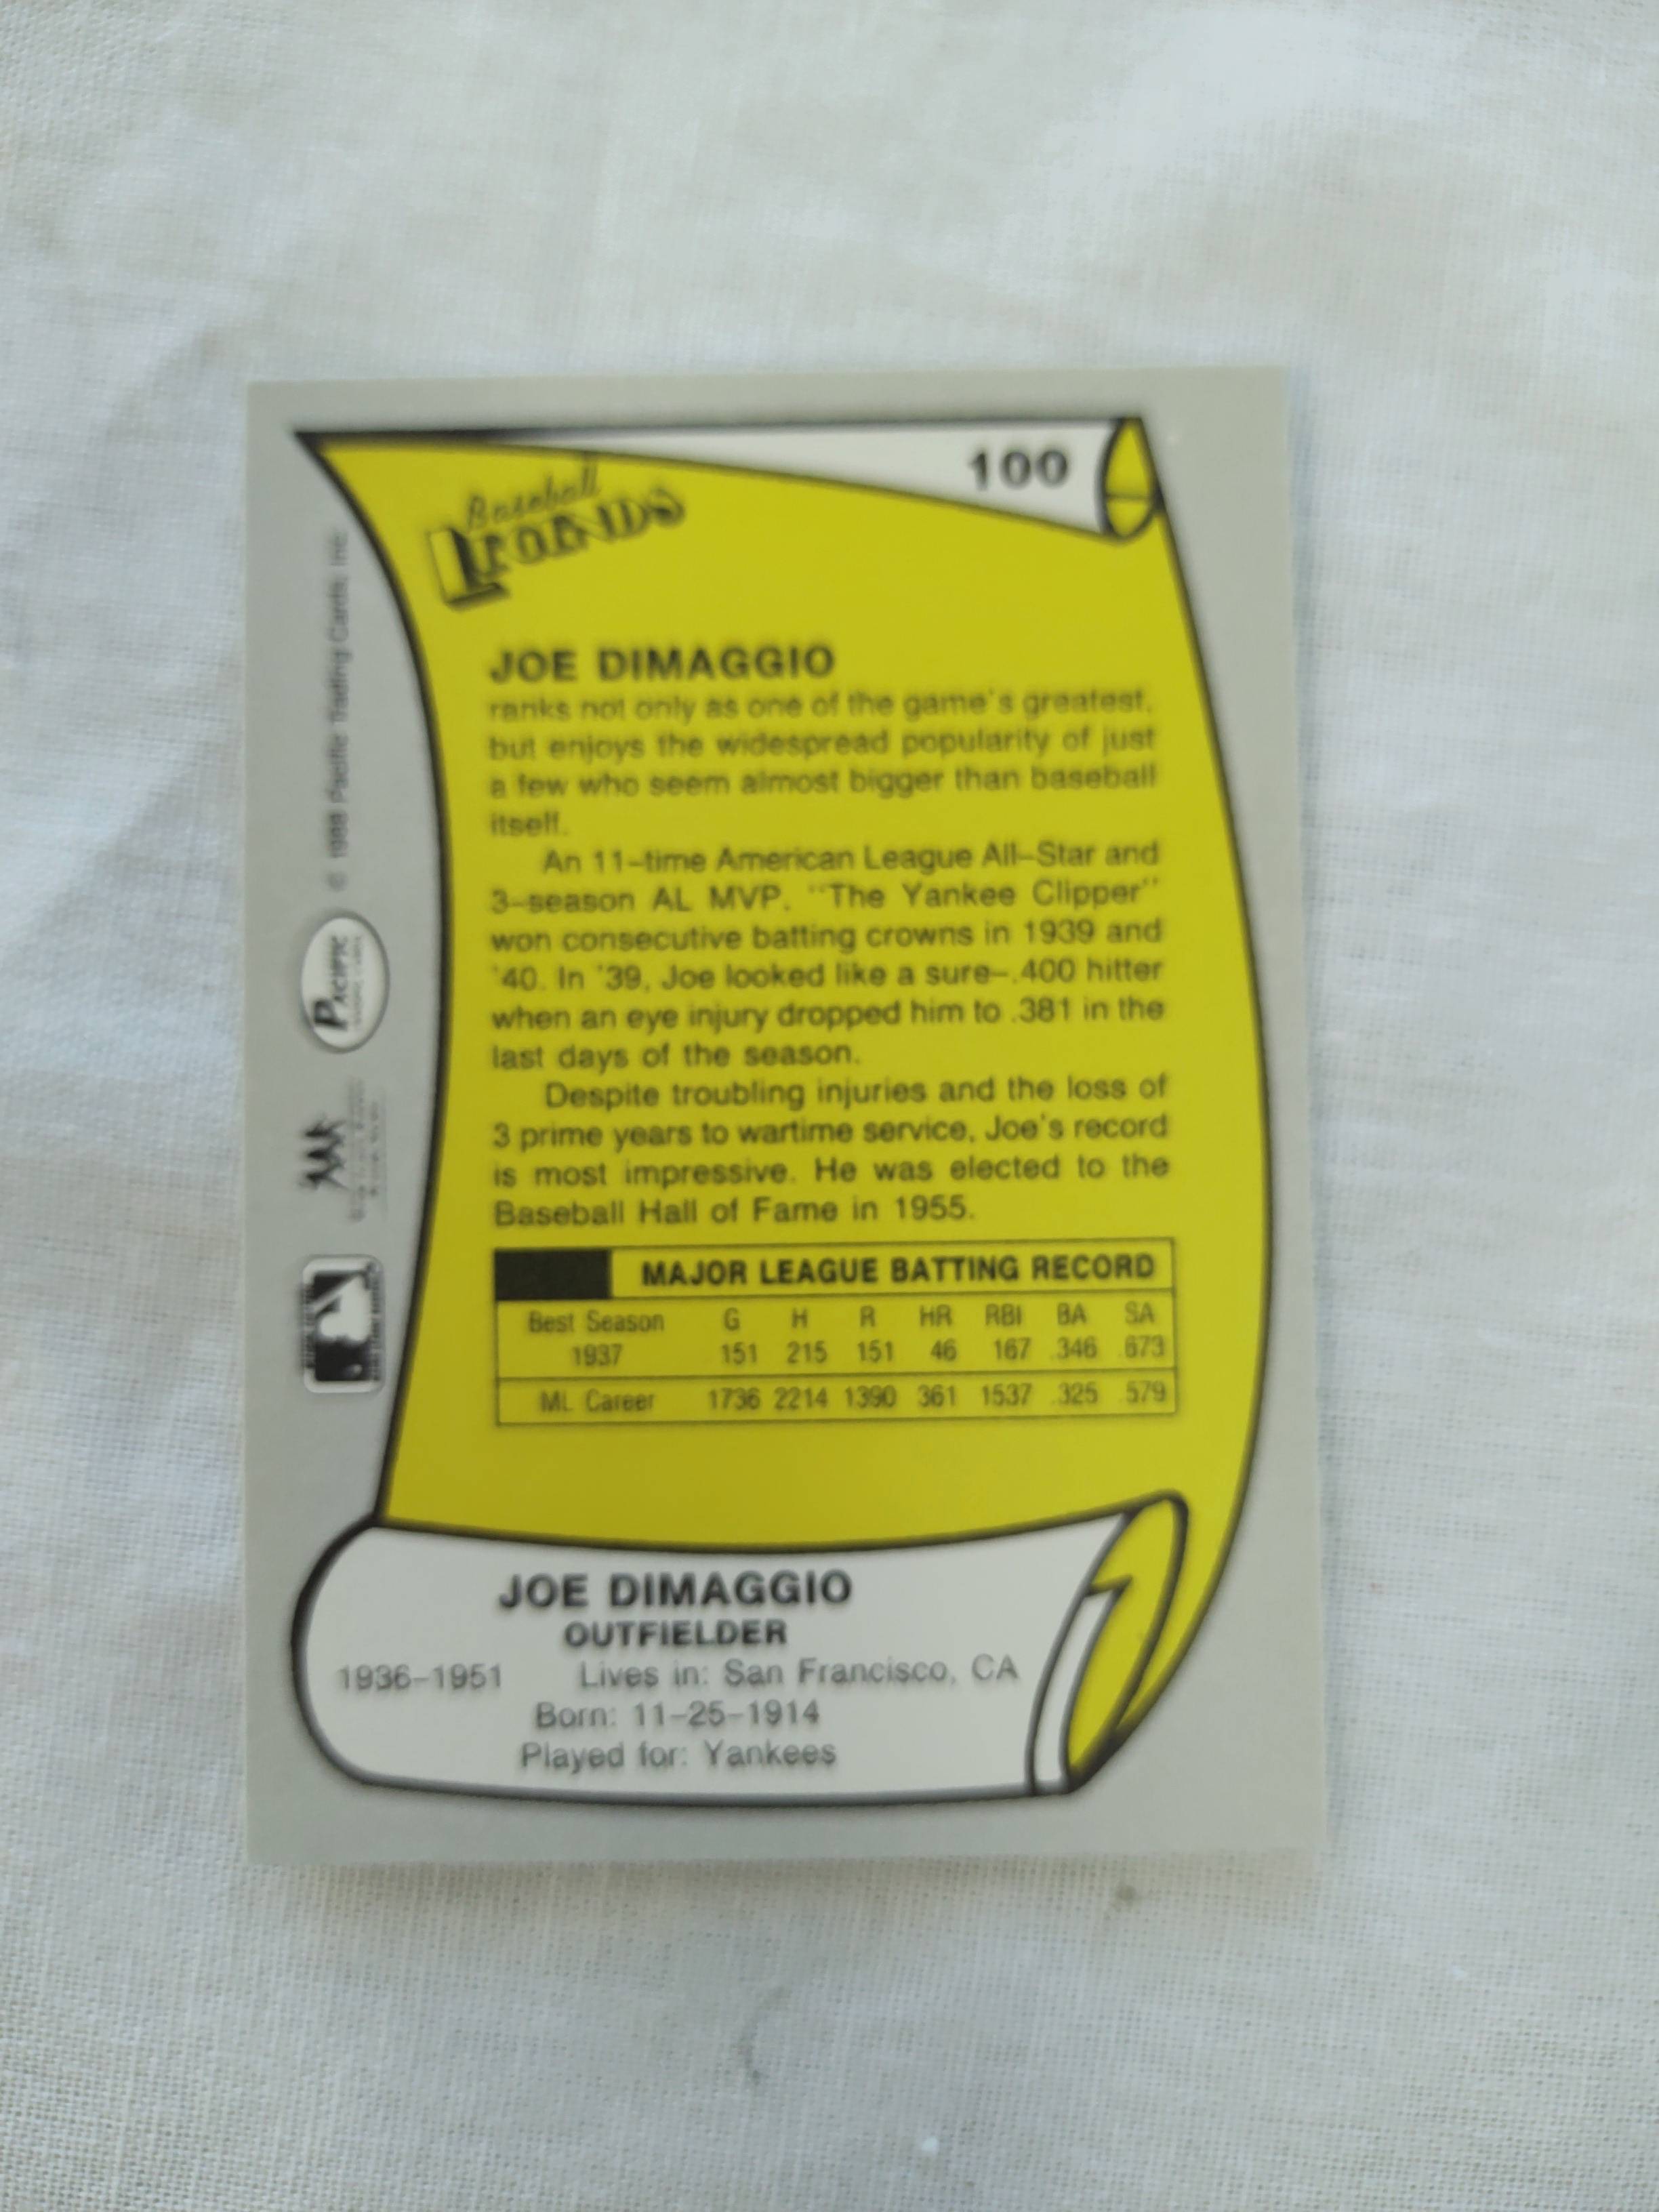 100
Baseball
LEGENDS
JOE DIMAGGIO
ranks not only as one of the game's greatest,
but enjoys the widespread popularity of just
a few who seem almost bigger than baseball
itself.
An 11-time American League All-Star and
3-season AL MVP, "The Yankee Clipper"
won consecutive batting crowns in 1939 and
'40. In '39, Joe looked like a sure-.400 hitter
when an eye injury dropped him to .381 in the
last days of the season.
Despite troubling injuries and the loss of
3 prime years to wartime service, Joe's record
is most impressive. He was elected to the
Baseball Hall of Fame in 1955.
MAJOR LEAGUE BATTING RECORD
Best Season G H R HR RBI BA SA
1937 151 215 151 46 167 .346 .673
ML Career 1736 2214 1390 361 1537 .325 .579
JOE DIMAGGIO
OUTFIELDER
1936-1951 Lives in: San Francisco, CA
Born: 11-25-1914
Played for: Yankees
© 1988 Pacific Trading Cards, Inc.
PACIFIC